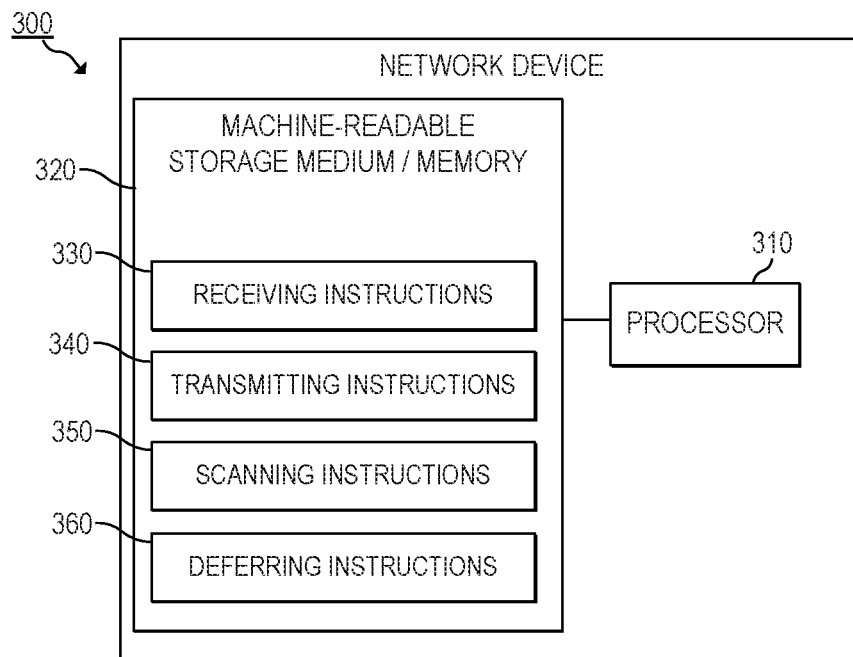 300
NETWORK DEVICE
MACHINE-READABLE
STORAGE MEDIUM / MEMORY
320
330
RECEIVING INSTRUCTIONS
310
PROCESSOR
340
TRANSMITTING INSTRUCTIONS
350
SCANNING INSTRUCTIONS
360
DEFERRING INSTRUCTIONS